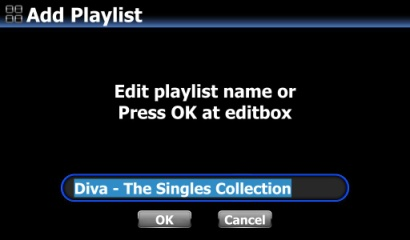 Add Playlist
Edit playlist name or
Press OK at editbox
Diva - The Singles Collection
OK Cancel